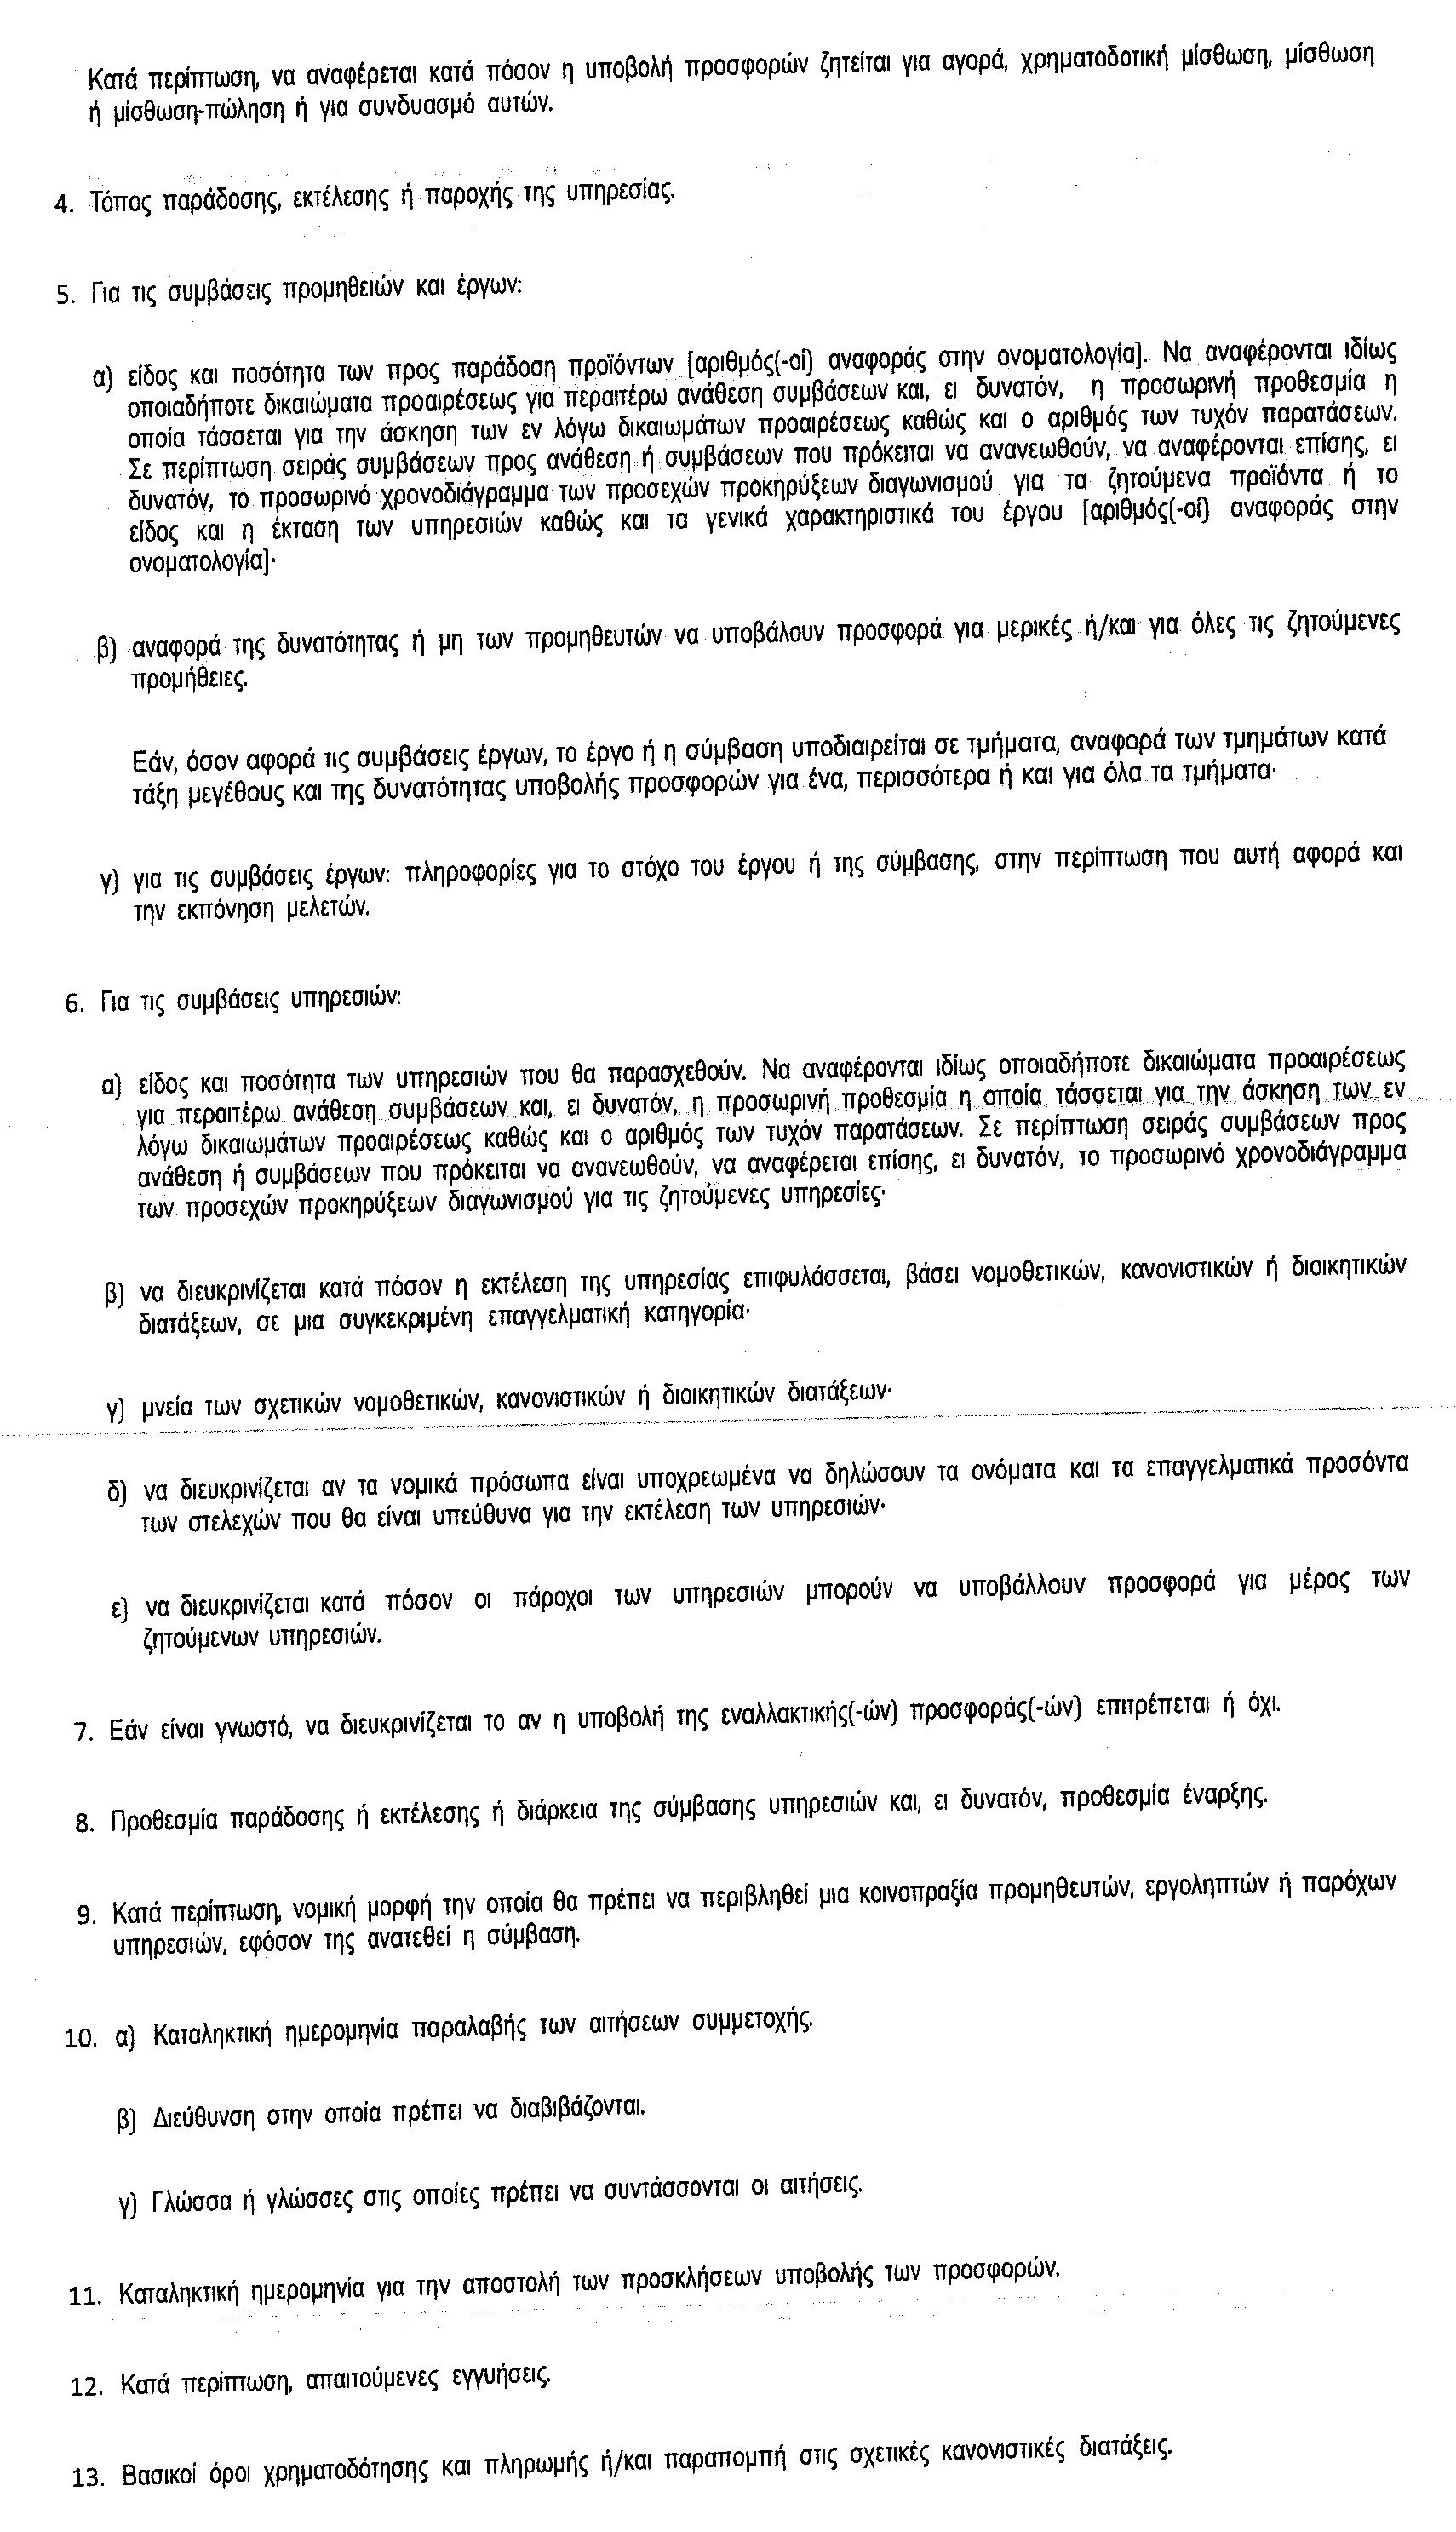 Κατά περίπτωση, να αναφέρεται κατά πόσον η υποβολή προσφορών ζητείται για αγορά, χρηματοδοτική μίσθωση, μίσθωση
ή μίσθωση-πώληση ή για συνδυασμό αυτών.
4. Τόπος παράδοσης, εκτέλεσης ή παροχής της υπηρεσίας.
5. Για τις συμβάσεις προμηθειών και έργων:
α) είδος και ποσότητα των προς παράδοση προϊόντων [αριθμός(-οί) αναφοράς στην ονοματολογία]. Να αναφέρονται ιδίως
οποιαδήποτε δικαιώματα προαιρέσεως για περαιτέρω ανάθεση συμβάσεων και, ει δυνατόν, η προσωρινή προθεσμία η
οποία τάσσεται για την άσκηση των εν λόγω δικαιωμάτων προαιρέσεως καθώς και ο αριθμός των τυχόν παρατάσεων.
Σε περίπτωση σειράς συμβάσεων προς ανάθεση ή συμβάσεων που πρόκειται να ανανεωθούν, να αναφέρονται επίσης, ει
δυνατόν, το προσωρινό χρονοδιάγραμμα των προσεχών προκηρύξεων διαγωνισμού για τα ζητούμενα προϊόντα ή το
είδος και η έκταση των υπηρεσιών καθώς και τα γενικά χαρακτηριστικά του έργου [αριθμός(-οί) αναφοράς στην
ονοματολογία]·
β) αναφορά της δυνατότητας ή μη των προμηθευτών να υποβάλουν προσφορά για μερικές ή/και για όλες τις ζητούμενες
προμήθειες.
Εάν, όσον αφορά τις συμβάσεις έργων, το έργο ή η σύμβαση υποδιαιρείται σε τμήματα, αναφορά των τμημάτων κατά
τάξη μεγέθους και της δυνατότητας υποβολής προσφορών για ένα, περισσότερα ή και για όλα τα τμήματα·
γ) για τις συμβάσεις έργων: πληροφορίες για το στόχο του έργου ή της σύμβασης, στην περίπτωση που αυτή αφορά και
την εκπόνηση μελετών.
6. Για τις συμβάσεις υπηρεσιών:
α) είδος και ποσότητα των υπηρεσιών που θα παρασχεθούν. Να αναφέρονται ιδίως οποιαδήποτε δικαιώματα προαιρέσεως
για περαιτέρω ανάθεση συμβάσεων και, ει δυνατόν, η προσωρινή προθεσμία η οποία τάσσεται για την άσκηση των εν
λόγω δικαιωμάτων προαιρέσεως καθώς και ο αριθμός των τυχόν παρατάσεων. Σε περίπτωση σειράς συμβάσεων προς
ανάθεση ή συμβάσεων που πρόκειται να ανανεωθούν, να αναφέρεται επίσης, ει δυνατόν, το προσωρινό χρονοδιάγραμμα
των προσεχών προκηρύξεων διαγωνισμού για τις ζητούμενες υπηρεσίες·
β) να διευκρινίζεται κατά πόσον η εκτέλεση της υπηρεσίας επιφυλάσσεται, βάσει νομοθετικών, κανονιστικών ή διοικητικών
διατάξεων, σε μια συγκεκριμένη επαγγελματική κατηγορία·
γ) μνεία των σχετικών νομοθετικών, κανονιστικών ή διοικητικών διατάξεων·
δ) να διευκρινίζεται αν τα νομικά πρόσωπα είναι υποχρεωμένα να δηλώσουν τα ονόματα και τα επαγγελματικά προσόντα
των στελεχών που θα είναι υπεύθυνα για την εκτέλεση των υπηρεσιών·
ε) να διευκρινίζεται κατά πόσον οι πάροχοι των υπηρεσιών μπορούν να υποβάλλουν προσφορά για μέρος των
ζητούμενων υπηρεσιών.
7. Εάν είναι γνωστό, να διευκρινίζεται το αν η υποβολή της εναλλακτικής(-ών) προσφοράς(-ών) επιτρέπεται ή όχι.
8. Προθεσμία παράδοσης ή εκτέλεσης ή διάρκεια της σύμβασης υπηρεσιών και, ει δυνατόν, προθεσμία έναρξης.
9. Κατά περίπτωση, νομική μορφή την οποία θα πρέπει να περιβληθεί μια κοινοπραξία προμηθευτών, εργοληπτών ή παρόχων
υπηρεσιών, εφόσον της ανατεθεί η σύμβαση.
10. α) Καταληκτική ημερομηνία παραλαβής των αιτήσεων συμμετοχής.
β) Διεύθυνση στην οποία πρέπει να διαβιβάζονται.
γ) Γλώσσα ή γλώσσες στις οποίες πρέπει να συντάσσονται οι αιτήσεις.
11. Καταληκτική ημερομηνία για την αποστολή των προσκλήσεων υποβολής των προσφορών.
12. Κατά περίπτωση, απαιτούμενες εγγυήσεις.
13. Βασικοί όροι χρηματοδότησης και πληρωμής ή/και παραπομπή στις σχετικές κανονιστικές διατάξεις.